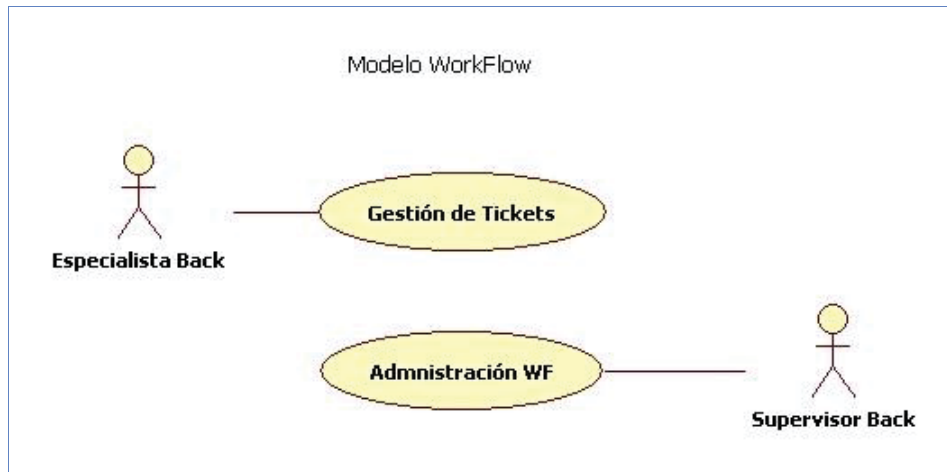 Modelo WorkFlow
Gestión de Tickets
Especialista Back
Admnistración WF
Supervisor Back